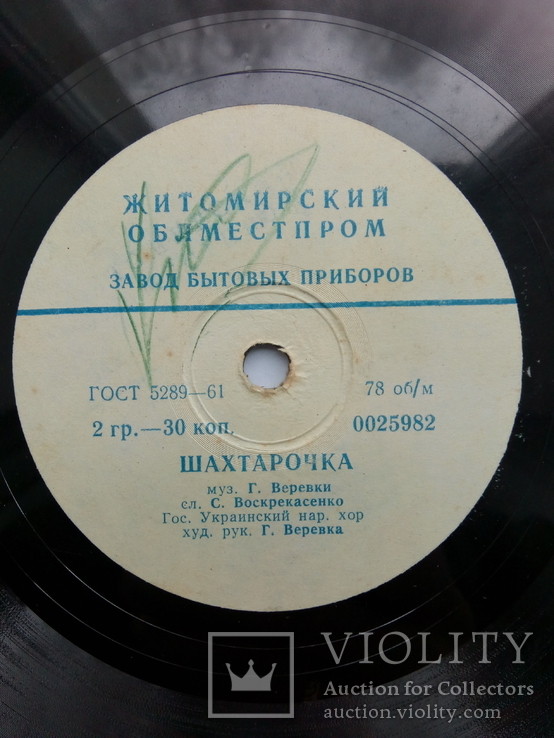 ЖИТОМИРСКИЙ
ОБЛМЕСТПРОМ
ЗАВОД БЫТОВЫХ ПРИБОРОВ
ГОСТ 5289—61 78 об/м
2 гр.—30 коп. 0025982
ШАХТАРОЧКА
муз. Г. Веревки
сл. С. Воскрекасенко
Гос. Украинский нар. хор
худ. рук. Г. Веревка
VIOLITY
Auction for Collectors
auction.violity.com